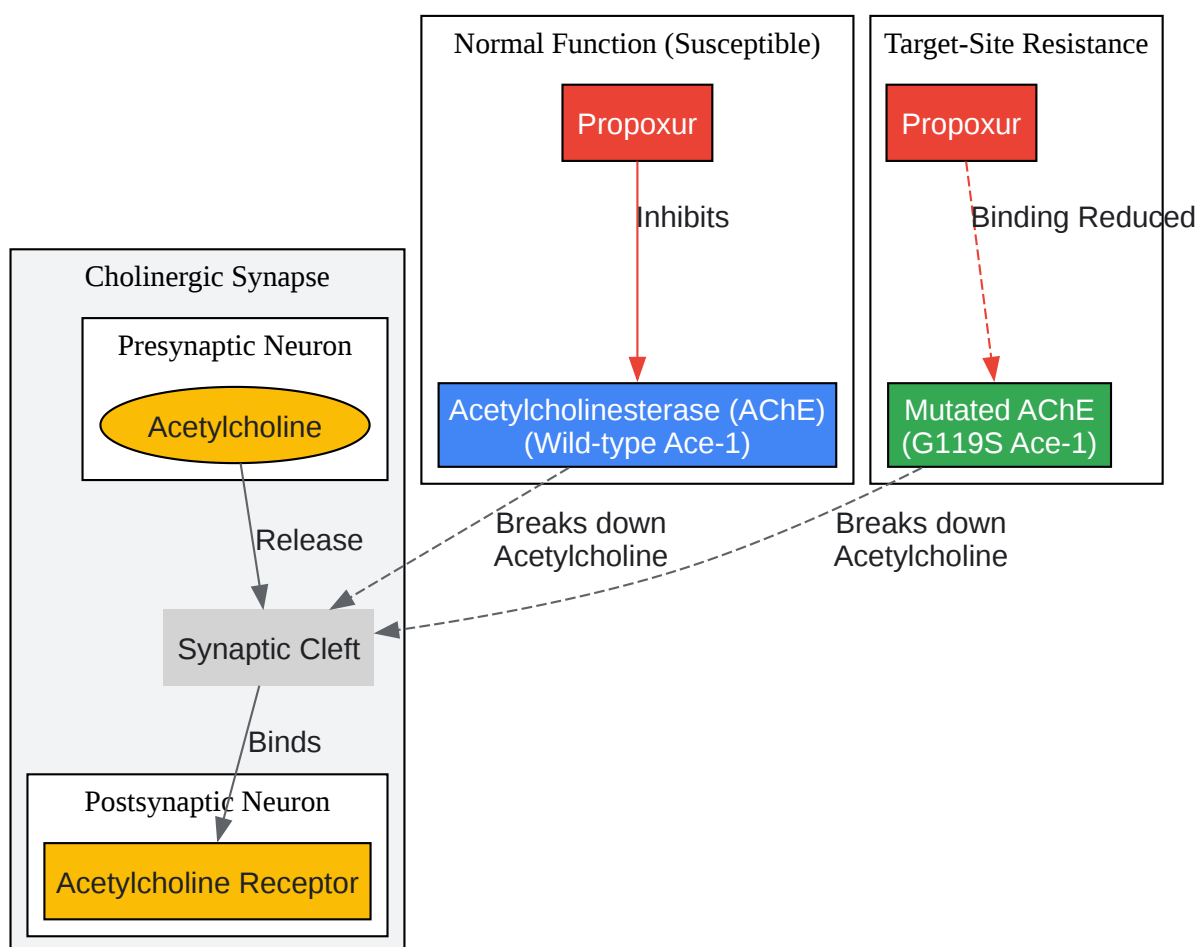 Normal Function (Susceptible)
Target-Site Resistance
Propoxur
Propoxur
Inhibits
Binding Reduced
Cholinergic Synapse
Presynaptic Neuron
Acetylcholine
Acetylcholinesterase (AChE)
(Wild-type Ace-1)
Mutated AChE
(G119S Ace-1)
Release
Breaks down
Acetylcholine
Breaks down
Acetylcholine
Synaptic Cleft
Binds
Postsynaptic Neuron
Acetylcholine Receptor